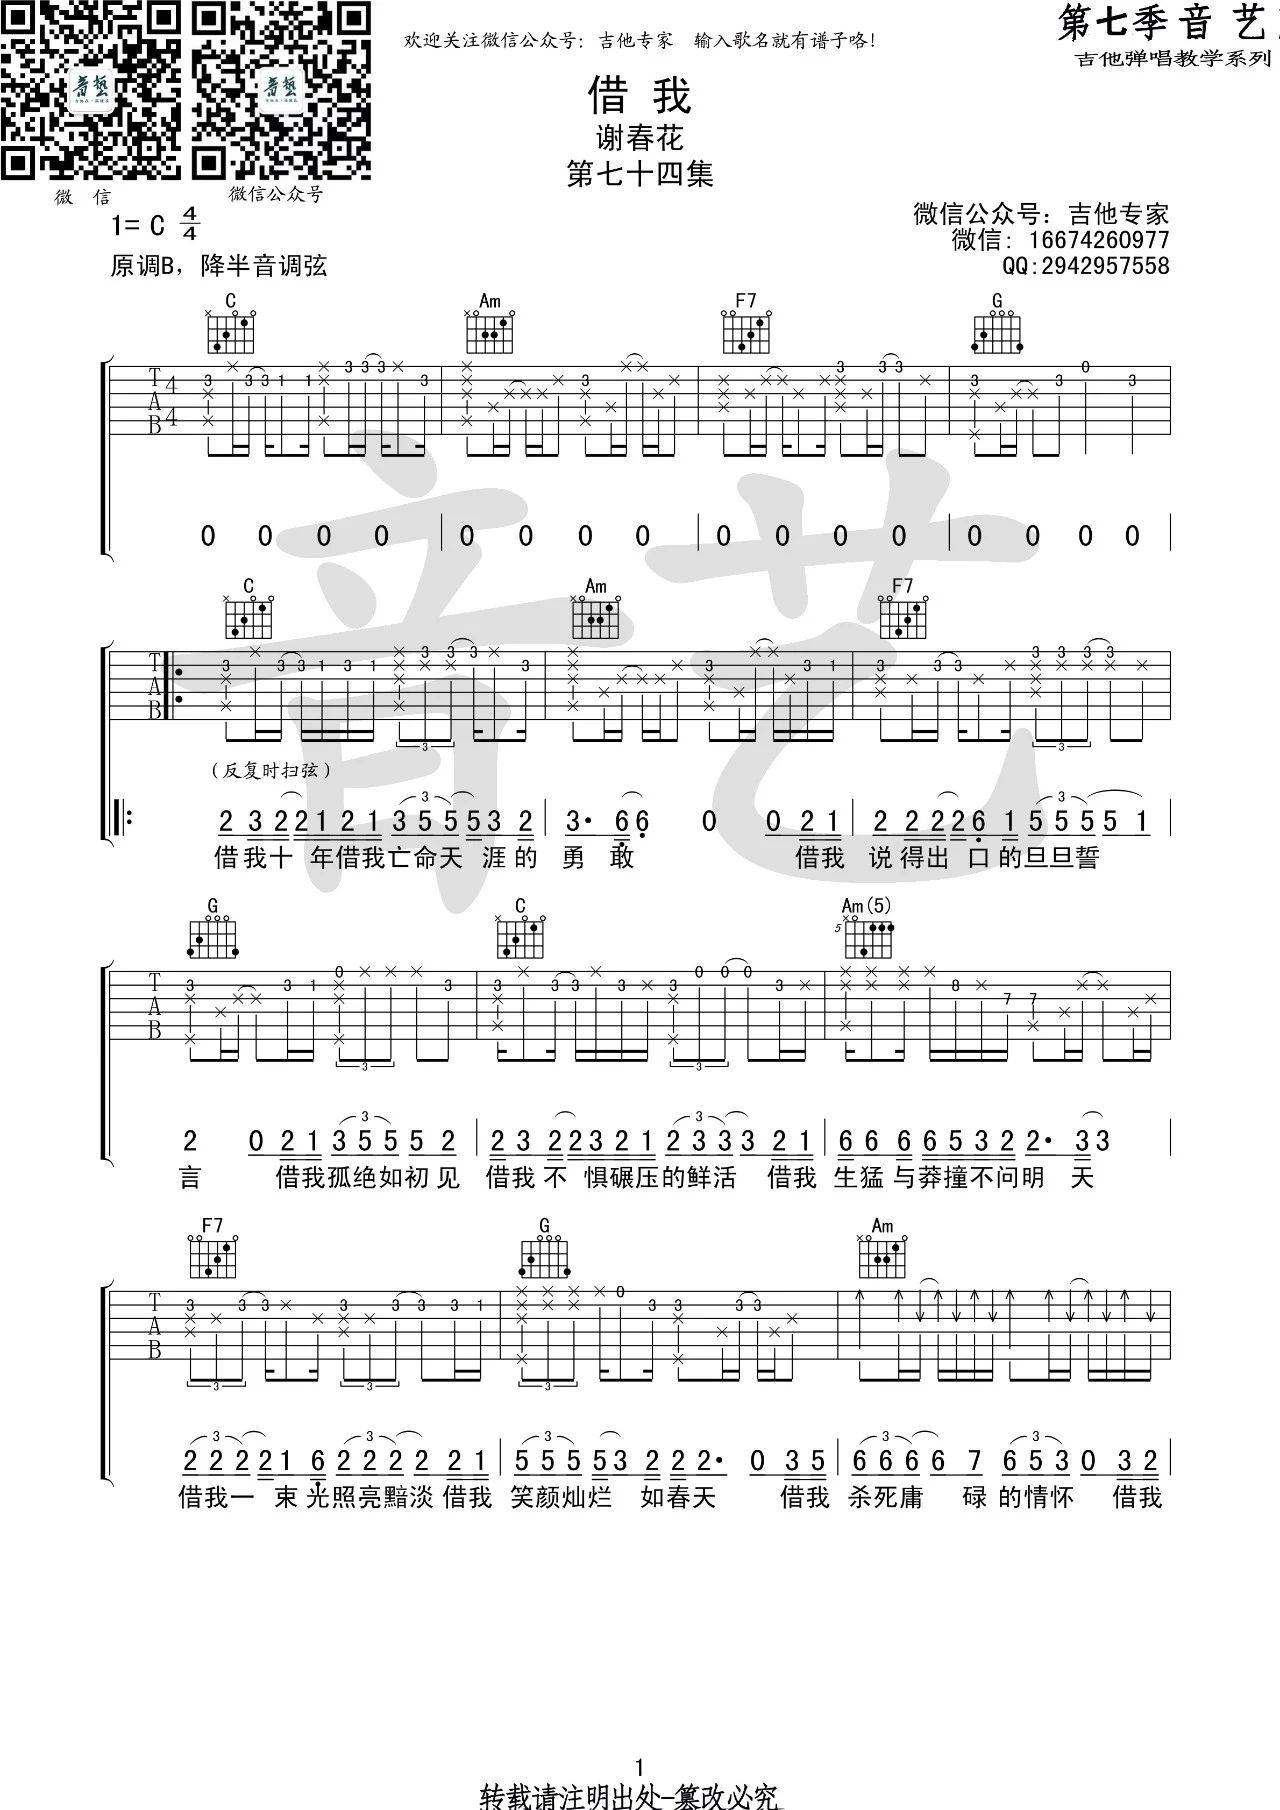 欢迎关注微信公众号：吉他专家　输入歌名就有谱子咯！
第七季音艺
吉他弹唱教学系列
借 我
谢春花
第七十四集
微 信
微信公众号
1= C 4/4
原调B，降半音调弦
微信公众号：吉他专家
微信：16674260977
QQ:2942957558
C Am F7 G
0 0 0 0 0 0 0 0 0 0 0 0 0 0 0 0
C Am F7
(反复时扫弦)
2 3 2 2 1 2 1 3 5 5 5 3 2 3· 6 6 0 0 2 1 2 2 2 2 6 1 5 5 5 5 1
借我十 年借我亡命天 涯的 勇 敢 借我 说得出 口的旦旦誓
G C Am(5)
2 0 2 1 3 5 5 5 2 2 3 2 2 3 2 1 2 3 3 3 2 1 6 6 6 6 5 3 2 2· 3 3
言 借我孤绝如初见 借我不 惧碾压的鲜活 借我 生猛与莽撞不问明 天
F7 G Am
2 2 2 2 1 6 2 2 2 2 2 1 5 5 5 5 3 2 2 2· 0 3 5 6 6 6 6 7 6 5 3 0 3 2
借我一 束光照亮黯淡借我 笑颜灿烂 如春天 借我 杀死庸 碌的情怀 借我
1
转载请注明出处-篡改必究